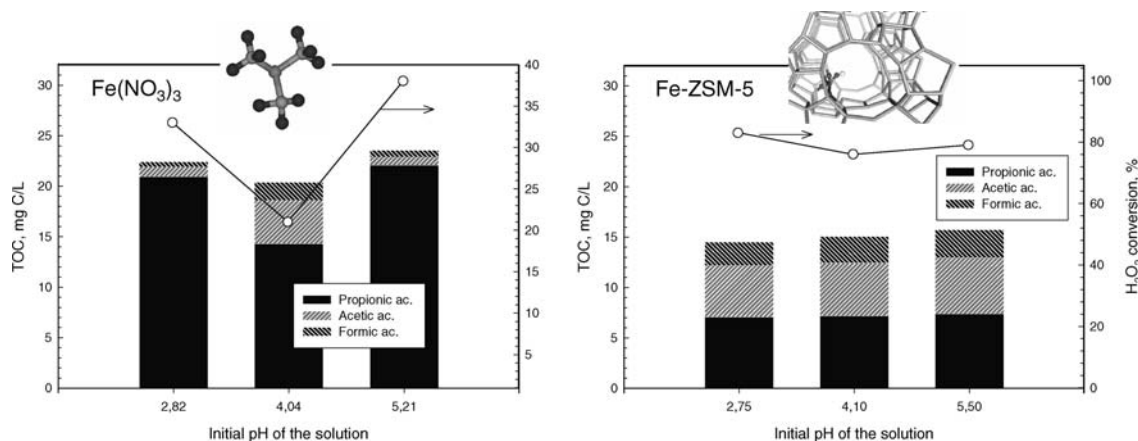 Fe(NO3)3
TOC, mg C/L
30
25
20
15
10
5
0
40
35
30
25
20
15
10
5
Propionic ac.
Acetic ac.
Formic ac.
2,82
4,04
5,21
Initial pH of the solution
Fe-ZSM-5
TOC, mg C/L
30
25
20
15
10
5
0
100
80
60
40
20
0
H2O2 conversion, %
Propionic ac.
Acetic ac.
Formic ac.
2,75
4,10
5,50
Initial pH of the solution